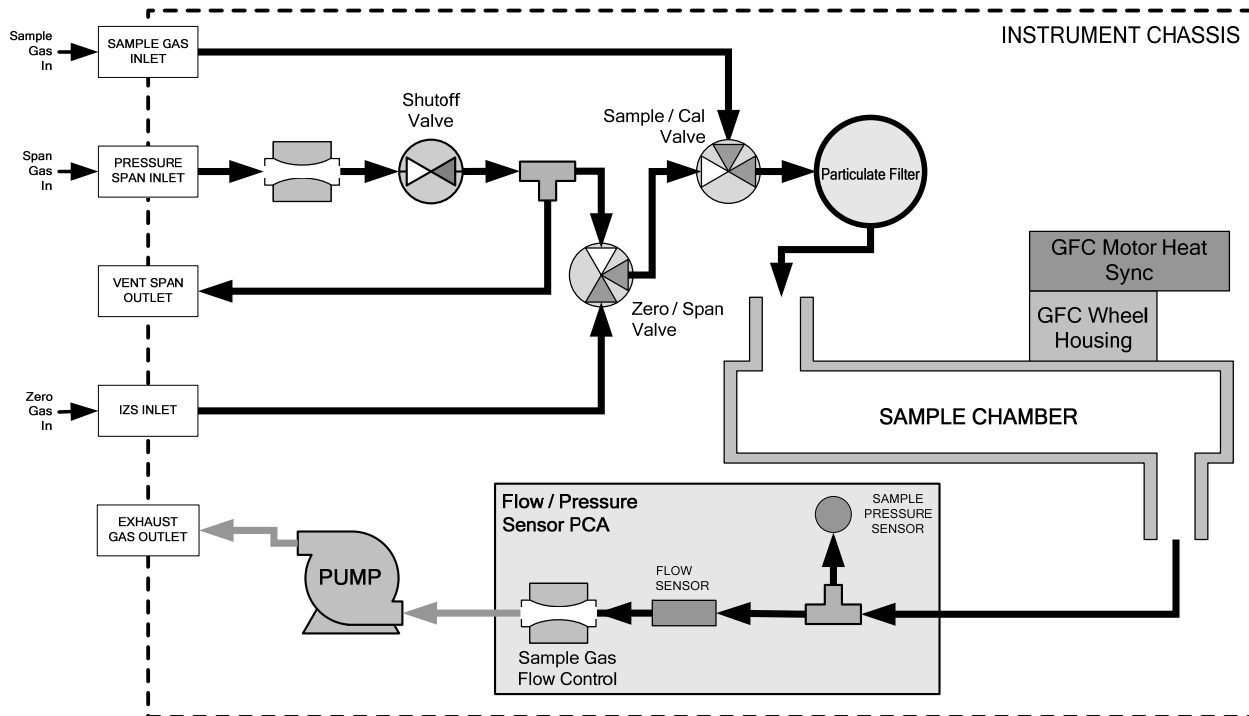 INSTRUMENT CHASSIS
Sample
Gas
In
SAMPLE GAS
INLET
Shutoff
Valve
Sample / Cal
Valve
Span
Gas
In
PRESSURE
SPAN INLET
Particulate Filter
VENT SPAN
OUTLET
Zero / Span
Valve
GFC Motor Heat
Sync
GFC Wheel
Housing
Zero
Gas
In
IZS INLET
SAMPLE CHAMBER
EXHAUST
GAS OUTLET
PUMP
Flow / Pressure
Sensor PCA
SAMPLE
PRESSURE
SENSOR
FLOW
SENSOR
Sample Gas
Flow Control